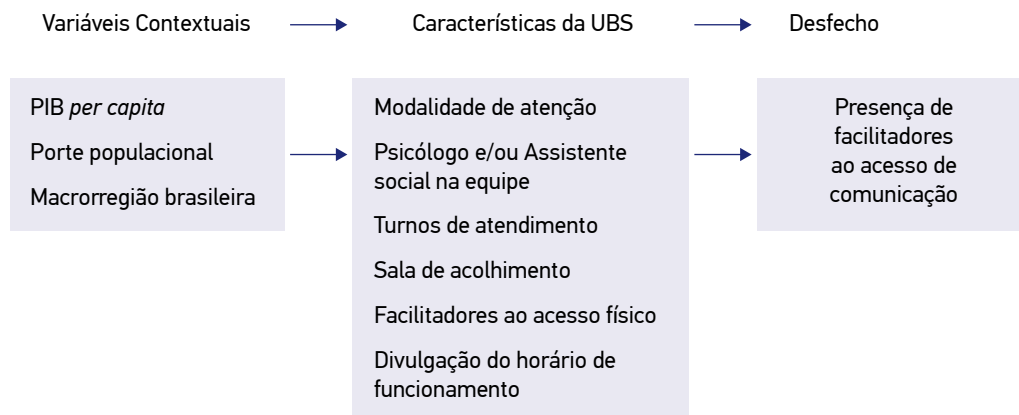 Variáveis Contextuais
Características da UBS
Desfecho
PIB per capita
Porte populacional
Macrorregião brasileira
Modalidade de atenção
Psicólogo e/ou Assistente
social na equipe
Turnos de atendimento
Sala de acolhimento
Facilitadores ao acesso físico
Divulgação do horário de
funcionamento
Presença de
facilitadores
ao acesso de
comunicação